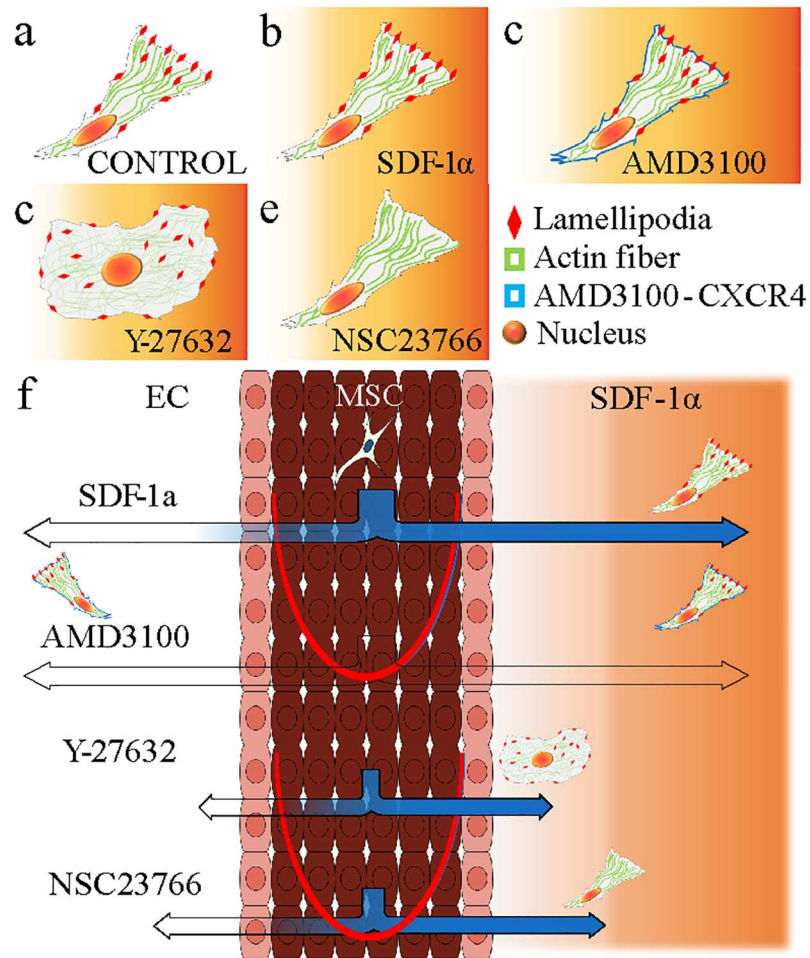 a
CONTROL
b
SDF-1α
c
AMD3100
c
Y-27632
e
NSC23766
Lamellipodia
Actin fiber
AMD3100-CXCR4
Nucleus
f
EC
MSC
SDF-1α
SDF-1a
AMD3100
Y-27632
NSC23766